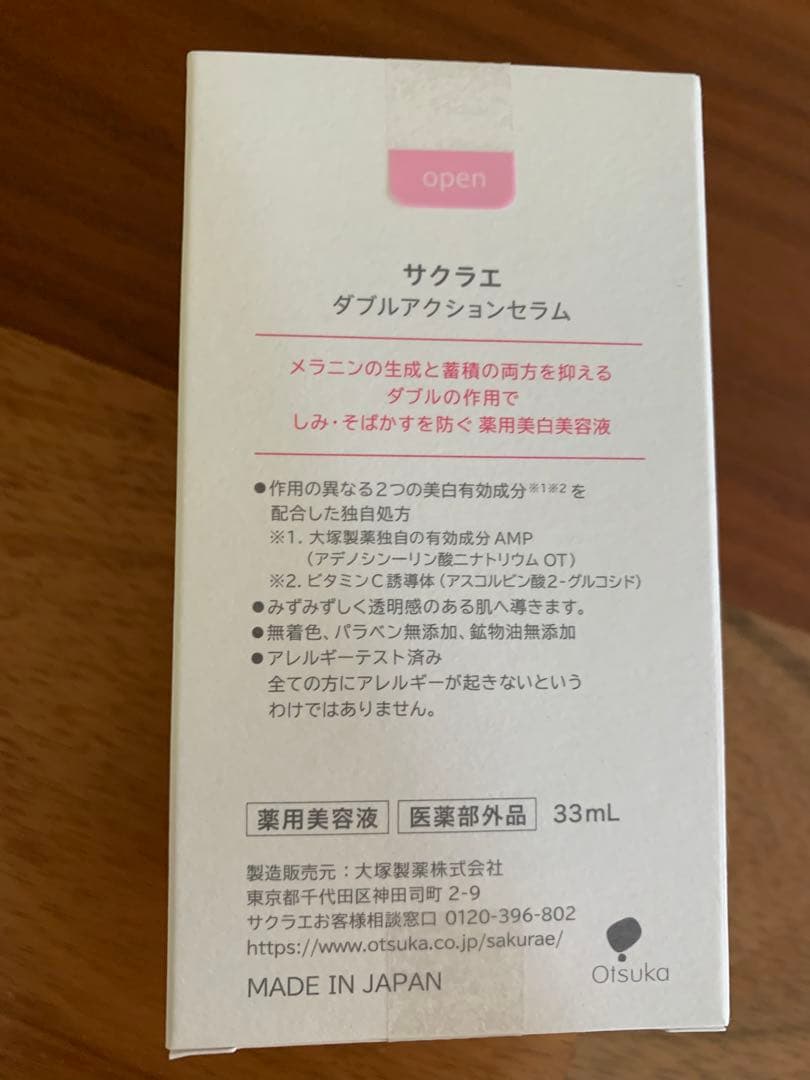 open
サクラエ
ダブルアクションセラム
メラニンの生成と蓄積の両方を抑える
ダブルの作用で
しみ・そばかすを防ぐ 薬用美白美容液
●作用の異なる2つの美白有効成分※1※2を
配合した独自処方
※1. 大塚製薬独自の有効成分 AMP
(アデノシン一リン酸二ナトリウム OT)
※2. ビタミンC誘導体(アスコルビン酸2-グルコシド)
●みずみずしく透明感のある肌へ導きます。
●無着色、パラベン無添加、鉱物油無添加
●アレルギーテスト済み
全ての方にアレルギーが起きないという
わけではありません。
薬用美容液 医薬部外品 33mL
製造販売元:大塚製薬株式会社
東京都千代田区神田司町 2-9
サクラエお客様相談窓口 0120-396-802
https://www.otsuka.co.jp/sakurae/
MADE IN JAPAN
Otsuka